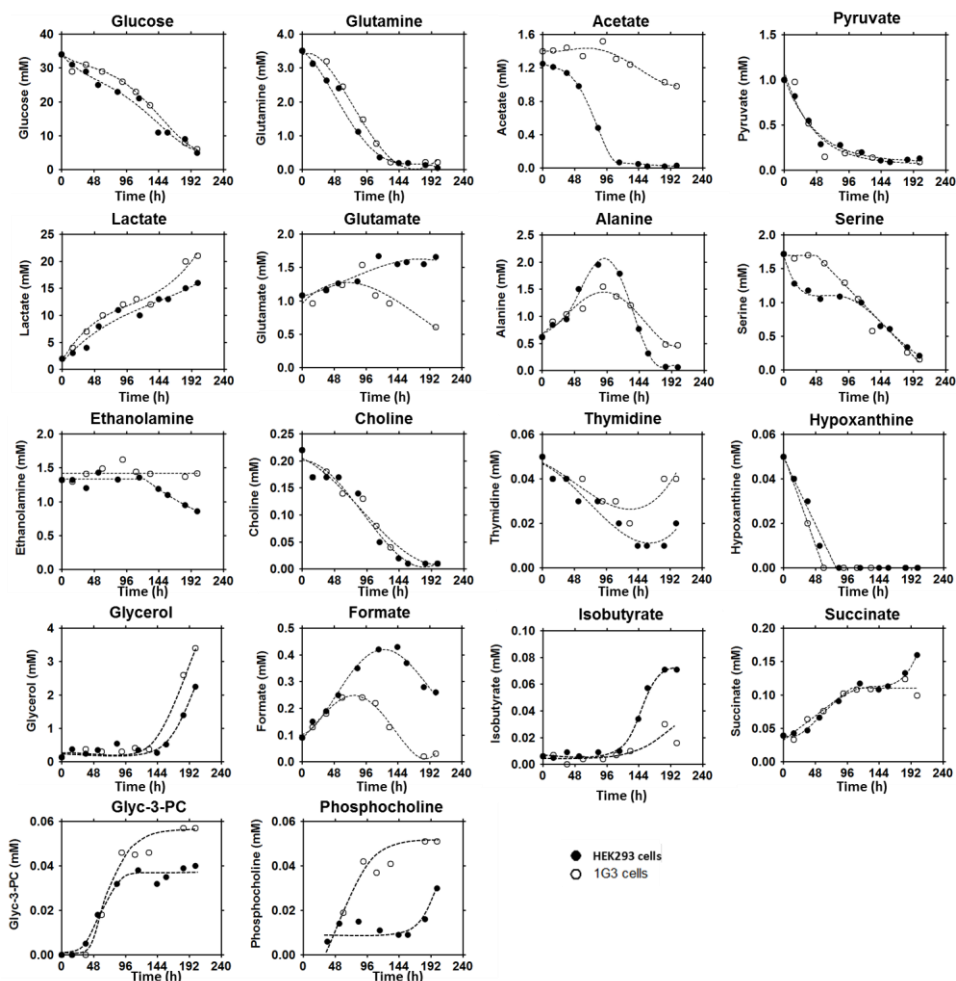 Glucose
Glutamine
Acetate
Pyruvate
Glucose (mM)
40
30
20
10
0
0 48 96 144 192 240
Time (h)
Glutamine (mM)
4.0
3.0
2.0
1.0
0.0
0 48 96 144 192 240
Time (h)
Acetate (mM)
1.6
1.2
0.8
0.4
0.0
0 48 96 144 192 240
Time (h)
Pyruvate (mM)
1.5
1.0
0.5
0.0
0 48 96 144 192 240
Time (h)
Lactate
Glutamate
Alanine
Serine
Lactate (mM)
25
20
15
10
5
0
0 48 96 144 192 240
Time (h)
Glutamate (mM)
2.0
1.5
1.0
0.5
0.0
0 48 96 144 192 240
Time (h)
Alanine (mM)
2.5
2.0
1.5
1.0
0.5
0.0
0 48 96 144 192 240
Time (h)
Serine (mM)
2.0
1.5
1.0
0.5
0.0
0 48 96 144 192 240
Time (h)
Ethanolamine
Choline
Thymidine
Hypoxanthine
Ethanolamine (mM)
2.0
1.5
1.0
0.5
0.0
0 48 96 144 192 240
Time (h)
Choline (mM)
0.25
0.20
0.15
0.10
0.05
0.00
0 48 96 144 192 240
Time (h)
Thymidine (mM)
0.06
0.04
0.02
0.00
0 48 96 144 192 240
Time (h)
Hypoxanthine (mM)
0.06
0.04
0.02
0.00
0 48 96 144 192 240
Time (h)
Glycerol
Formate
Isobutyrate
Succinate
Glycerol (mM)
4
3
2
1
0
0 48 96 144 192 240
Time (h)
Formate (mM)
0.5
0.4
0.3
0.2
0.1
0.0
0 48 96 144 192 240
Time (h)
Isobutyrate (mM)
0.10
0.08
0.06
0.04
0.02
0.00
0 48 96 144 192 240
Time (h)
Succinate (mM)
0.20
0.15
0.10
0.05
0.00
0 48 96 144 192 240
Time (h)
Glyc-3-PC
Phosphocholine
Glyc-3-PC (mM)
0.06
0.04
0.02
0.00
0 48 96 144 192 240
Time (h)
Phosphocholine (mM)
0.06
0.04
0.02
0.00
0 48 96 144 192 240
Time (h)
HEK293 cells
1G3 cells